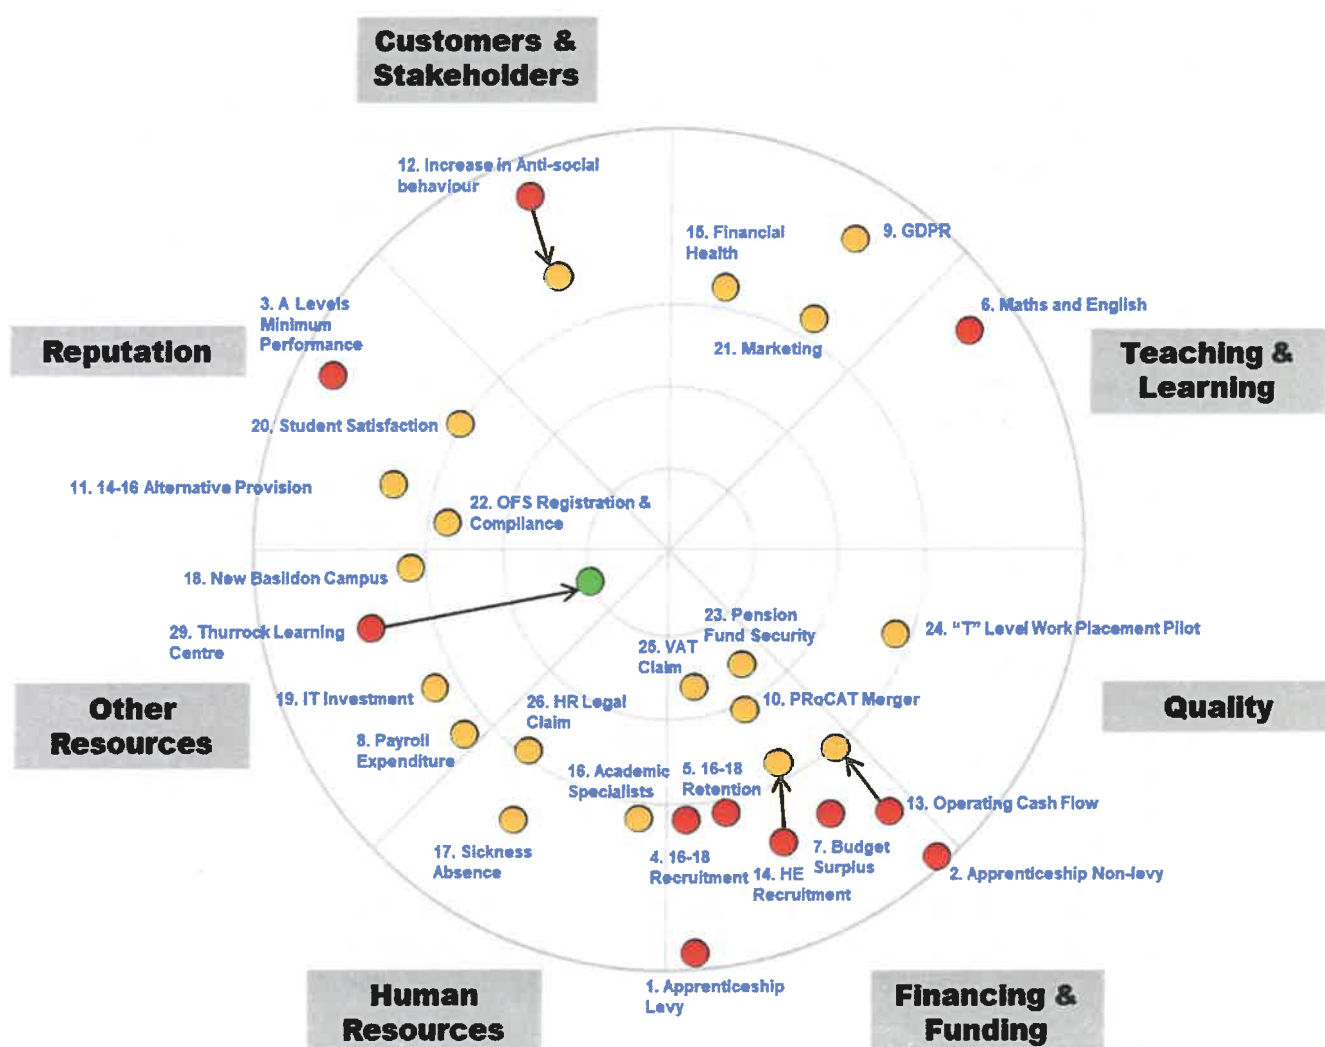 Customers &
Stakeholders
12. Increase in Anti-social
behaviour
15. Financial
Health
9. GDPR
3. A Levels
Minimum
Performance
6. Maths and English
Reputation
21. Marketing
Teaching &
Learning
20, Student Satisfaction
11. 14-16 Alternative Provision
22. OFS Registration &
Compliance
18. New Basildon Campus
29. Thurrock Learning
Centre
23. Pension
Fund Security
24. "T" Level Work Placement Pilot
25. VAT
Claim
19. IT Investment
26. HR Legal
Claim
10. PRoCAT Merger
Other
Resources
Quality
8. Payroll
Expenditure
16. Academic
Specialists
5. 16-18
Retention
13. Operating Cash Flow
17. Sickness
Absence
4. 16-18
Recruitment
14. HE
Recruitment
7. Budget
Surplus
2. Apprenticeship Non-levy
1. Apprenticeship
Levy
Human
Resources
Financing &
Funding